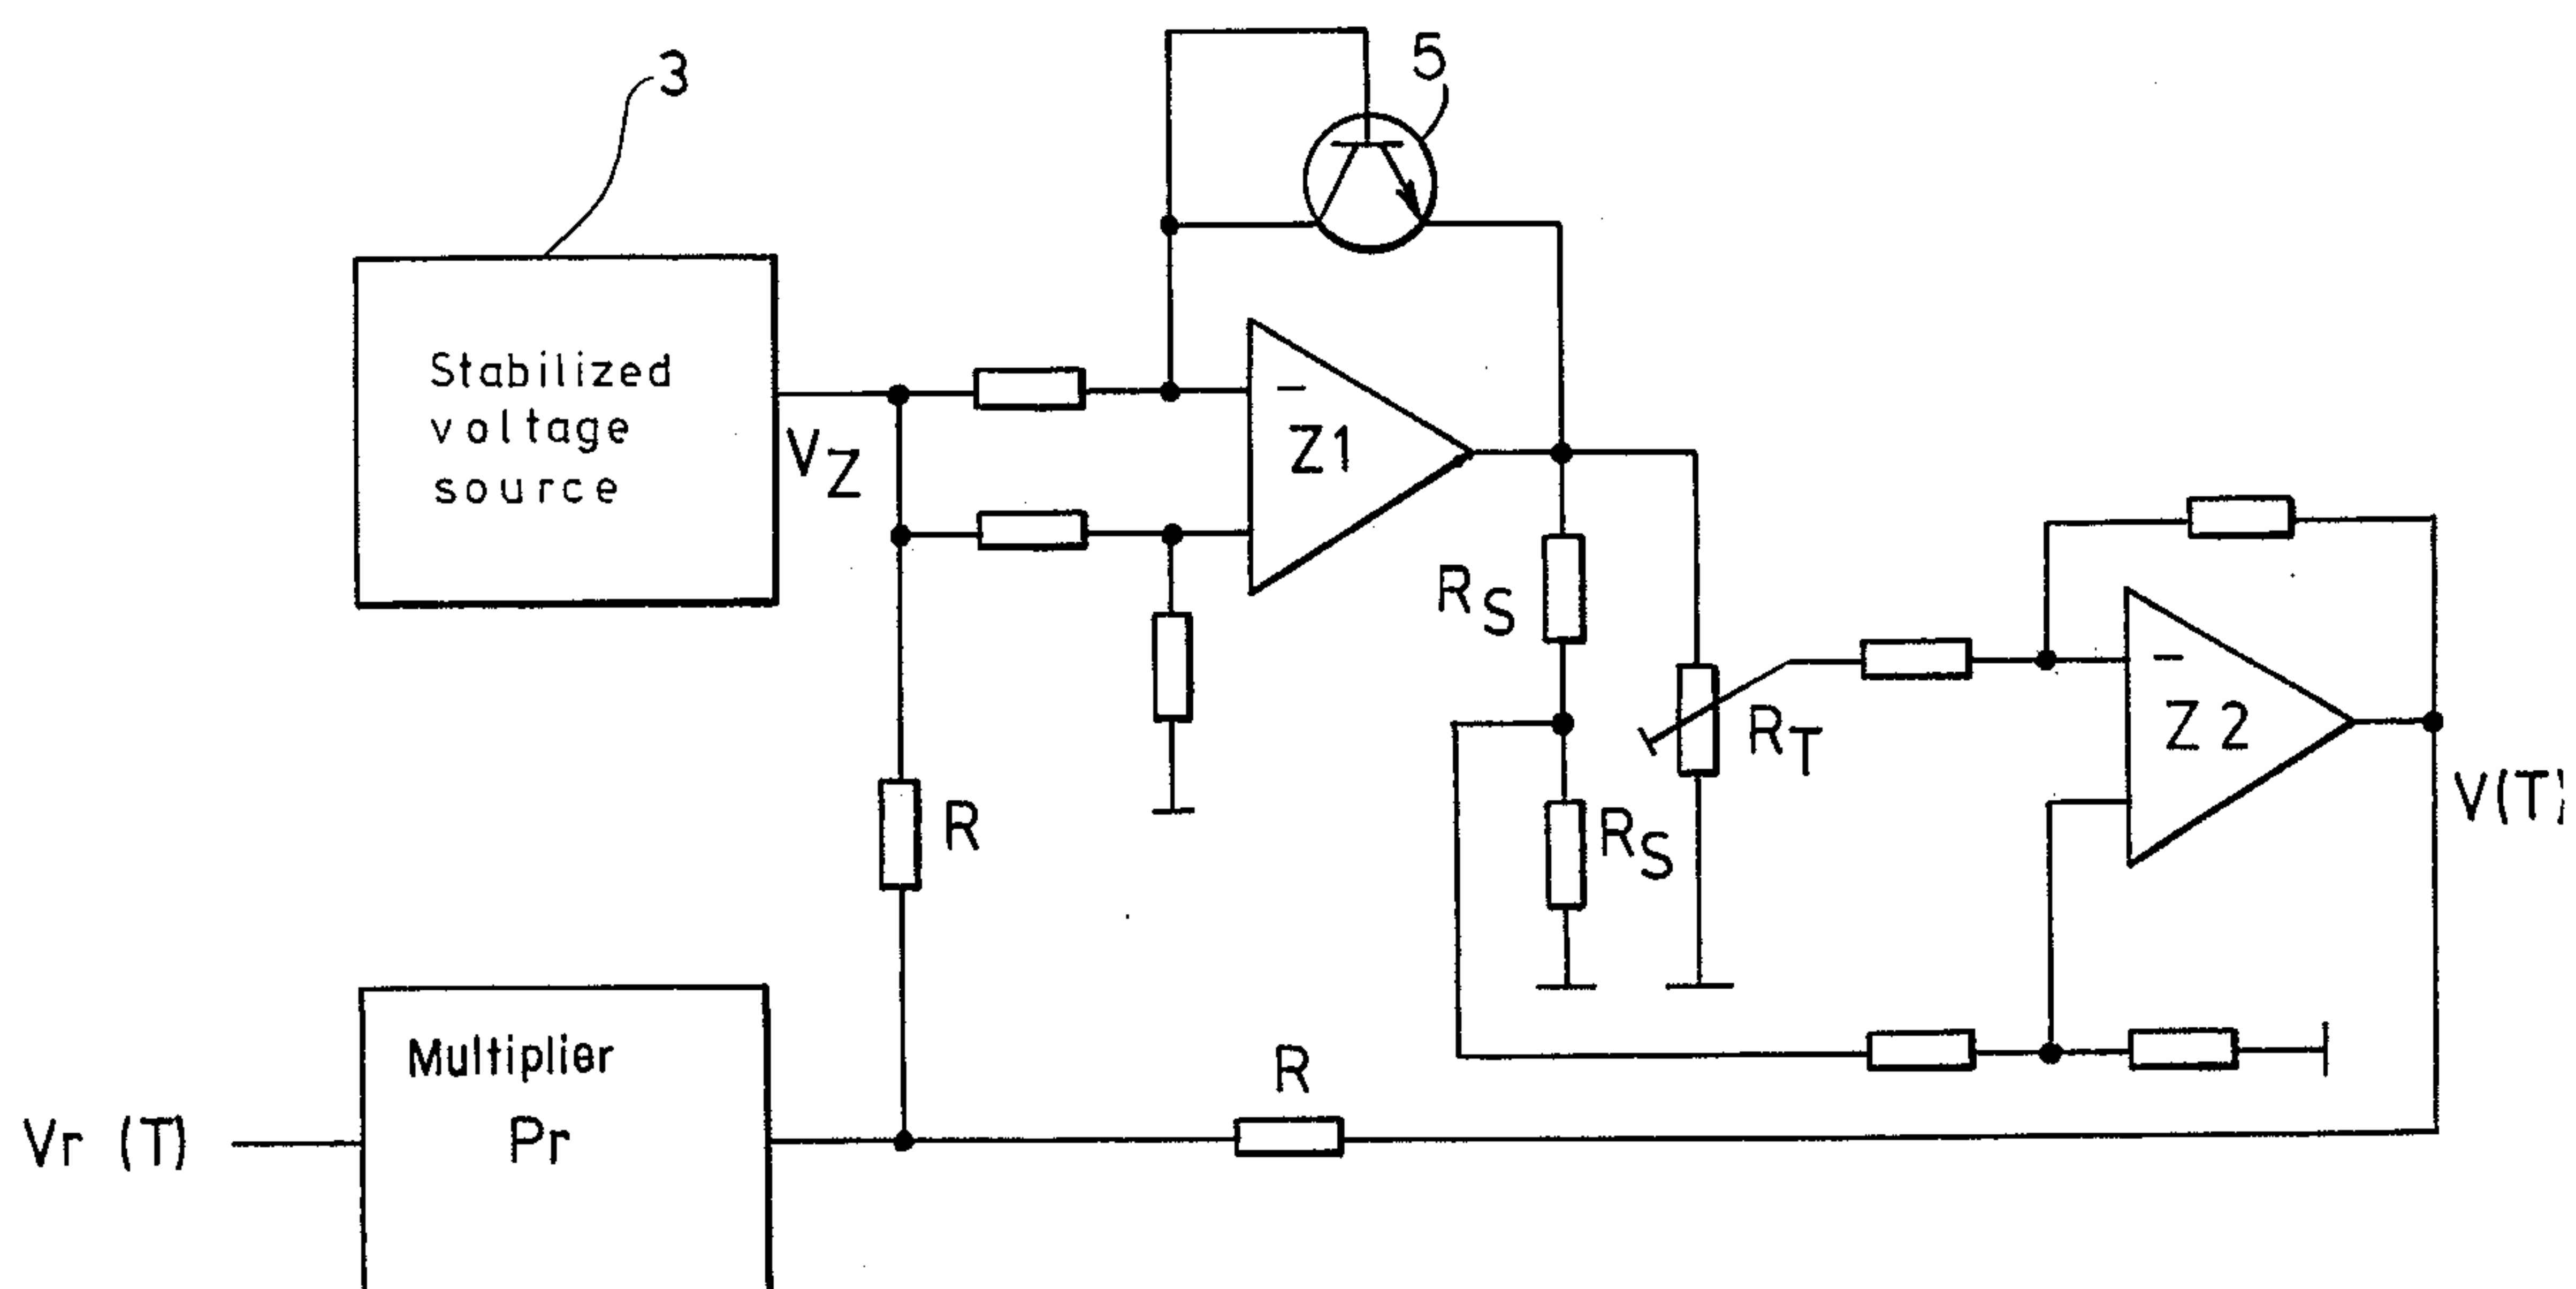 3
5
Stabilized
voltage
source
VZ
Z1
RS
RT
Z2
V(T)
R
RS
Multiplier
Pr
R
Vr (T)